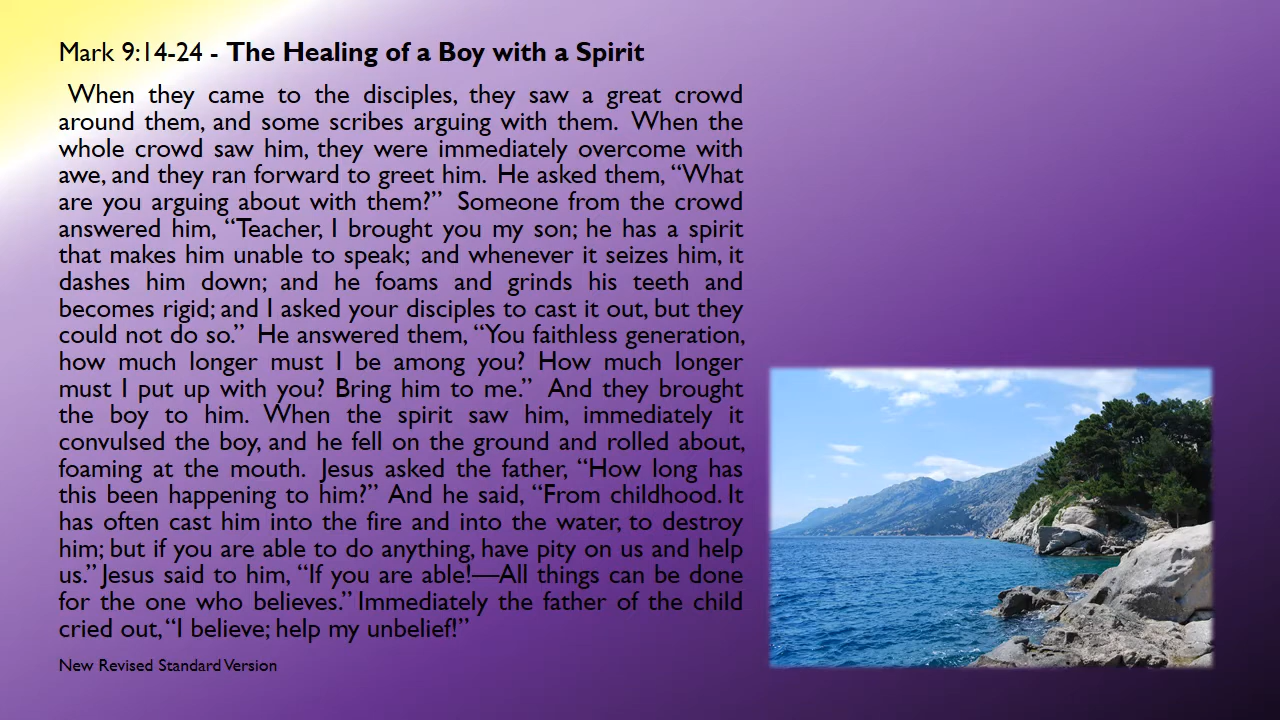 Mark 9:14-24 - The Healing of a Boy with a Spirit
When they came to the disciples, they saw a great crowd
around them, and some scribes arguing with them. When the
whole crowd saw him, they were immediately overcome with
awe, and they ran forward to greet him. He asked them, “What
are you arguing about with them?” Someone from the crowd
answered him, “Teacher, I brought you my son; he has a spirit
that makes him unable to speak; and whenever it seizes him, it
dashes him down; and he foams and grinds his teeth and
becomes rigid; and I asked your disciples to cast it out, but they
could not do so.” He answered them, “You faithless generation,
how much longer must I be among you? How much longer
must I put up with you? Bring him to me.” And they brought
the boy to him. When the spirit saw him, immediately it
convulsed the boy, and he fell on the ground and rolled about,
foaming at the mouth. Jesus asked the father, “How long has
this been happening to him?” And he said, “From childhood. It
has often cast him into the fire and into the water, to destroy
him; but if you are able to do anything, have pity on us and help
us.” Jesus said to him, “If you are able!—All things can be done
for the one who believes.” Immediately the father of the child
cried out, “I believe; help my unbelief!”
New Revised Standard Version